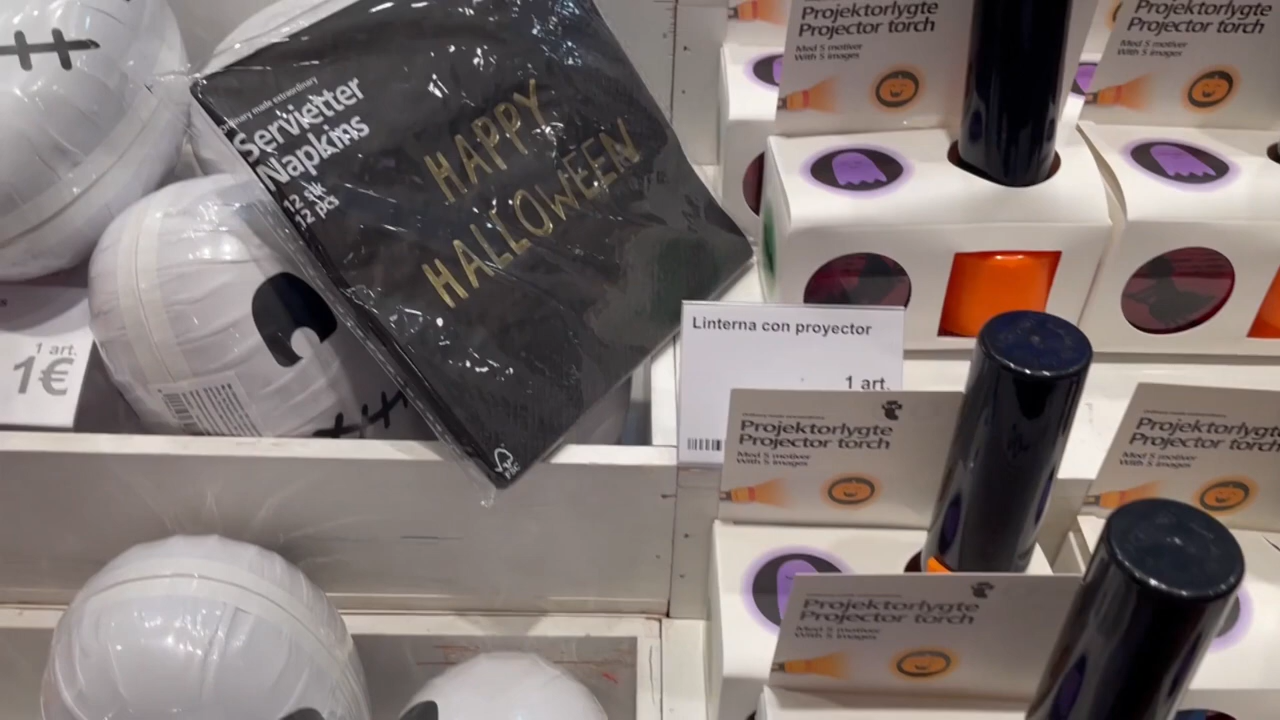 ordinary made extraordinary
Servietter
Napkins
12 stk
12 pcs
HAPPY
HALLOWEEN
1 art.
1€
Projektorlygte
Projector torch
Med 5 motiver
With 5 images
Projektorlygte
Projector torch
Med 5 motiver
With 5 images
Linterna con proyector
1 art.
Projektorlygte
Projector torch
Med 5 motiver
With 5 images
Projektorlygte
Projector torch
Med 5 motiver
With 5 images
Projektorlygte
Projector torch
Med 5 motiver
With 5 images